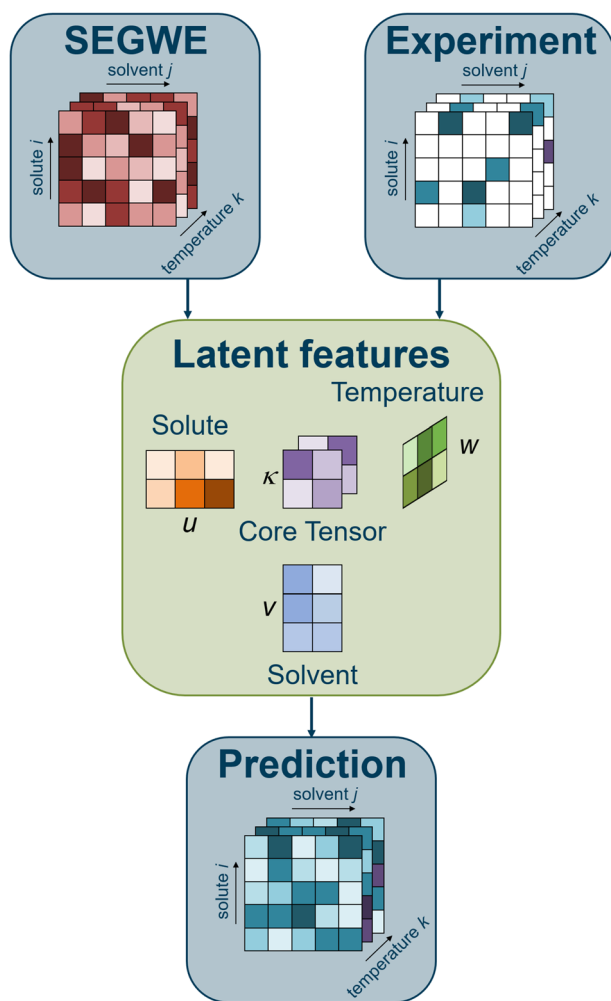 SEGWE
solvent j
solute i
temperature k
Experiment
solvent j
solute i
temperature k
Latent features
Temperature
Solute
w
κ
u
Core Tensor
v
Solvent
Prediction
solvent j
solute i
temperature k